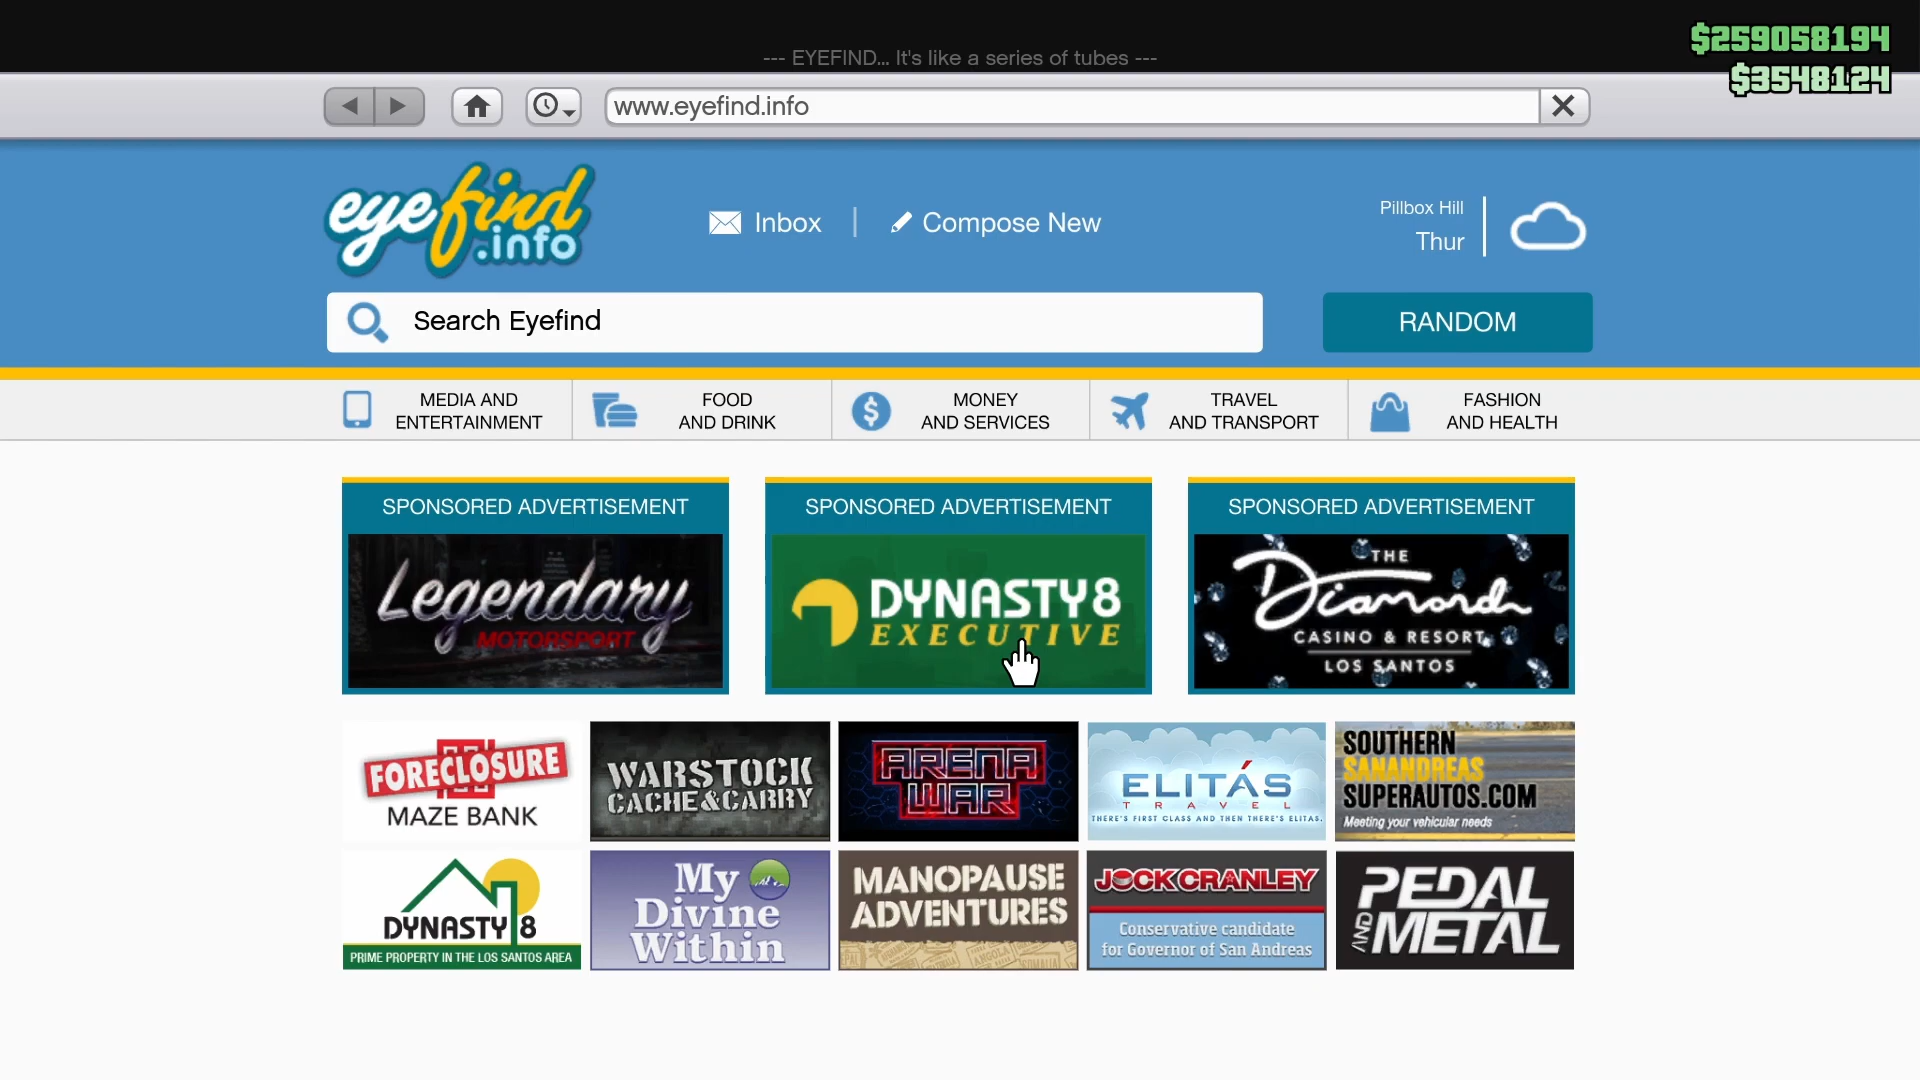 $259058194
--- EYEFIND... It's like a series of tubes ---
$3548124
www.eyefind.info
eyefind
.info
Inbox
Compose New
Pillbox Hill
Thur
Search Eyefind
RANDOM
MEDIA AND
ENTERTAINMENT
FOOD
AND DRINK
MONEY
AND SERVICES
TRAVEL
AND TRANSPORT
FASHION
AND HEALTH
SPONSORED ADVERTISEMENT
Legendary
MOTORSPORT
SPONSORED ADVERTISEMENT
DYNASTY 8
EXECUTIVE
SPONSORED ADVERTISEMENT
THE
Diamond
CASINO & RESORT
LOS SANTOS
FORECLOSURE
MAZE BANK
WARSTOCK
CACHE&CARRY
ARENA
WAR
ELITÁS
TRAVEL
THERE'S FIRST CLASS AND THEN THERE'S ELITAS.
SOUTHERN
SANANDREAS
SUPERAUTOS.COM
Meeting your vehicular needs
DYNASTY 8
PRIME PROPERTY IN THE LOS SANTOS AREA
My
Divine
Within
MANOPAUSE
ADVENTURES
JOCK CRANLEY
Conservative candidate
for Governor of San Andreas
PEDAL
AND METAL